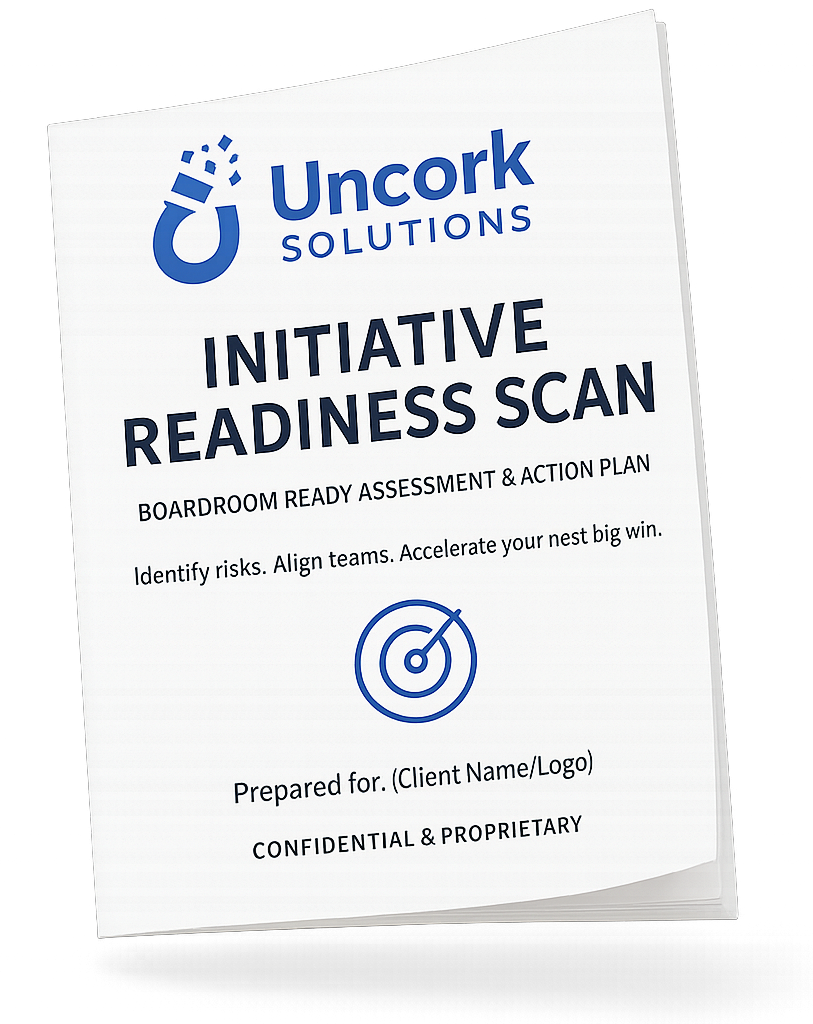 Uncork
SOLUTIONS
INITIATIVE
READINESS SCAN
BOARDROOM READY ASSESSMENT & ACTION PLAN
Identify risks. Align teams. Accelerate your nest big win.
Prepared for. (Client Name/Logo)
CONFIDENTIAL & PROPRIETARY